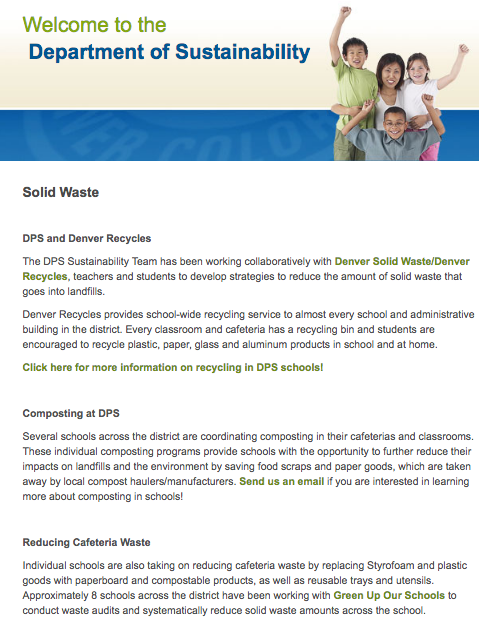 Welcome to the
Department of Sustainability
DENVER COLORADO
Solid Waste
DPS and Denver Recycles
The DPS Sustainability Team has been working collaboratively with Denver Solid Waste/Denver
Recycles, teachers and students to develop strategies to reduce the amount of solid waste that
goes into landfills.
Denver Recycles provides school-wide recycling service to almost every school and administrative
building in the district. Every classroom and cafeteria has a recycling bin and students are
encouraged to recycle plastic, paper, glass and aluminum products in school and at home.
Click here for more information on recycling in DPS schools!
Composting at DPS
Several schools across the district are coordinating composting in their cafeterias and classrooms.
These individual composting programs provide schools with the opportunity to further reduce their
impacts on landfills and the environment by saving food scraps and paper goods, which are taken
away by local compost haulers/manufacturers. Send us an email if you are interested in learning
more about composting in schools!
Reducing Cafeteria Waste
Individual schools are also taking on reducing cafeteria waste by replacing Styrofoam and plastic
goods with paperboard and compostable products, as well as reusable trays and utensils.
Approximately 8 schools across the district have been working with Green Up Our Schools to
conduct waste audits and systematically reduce solid waste amounts across the school.